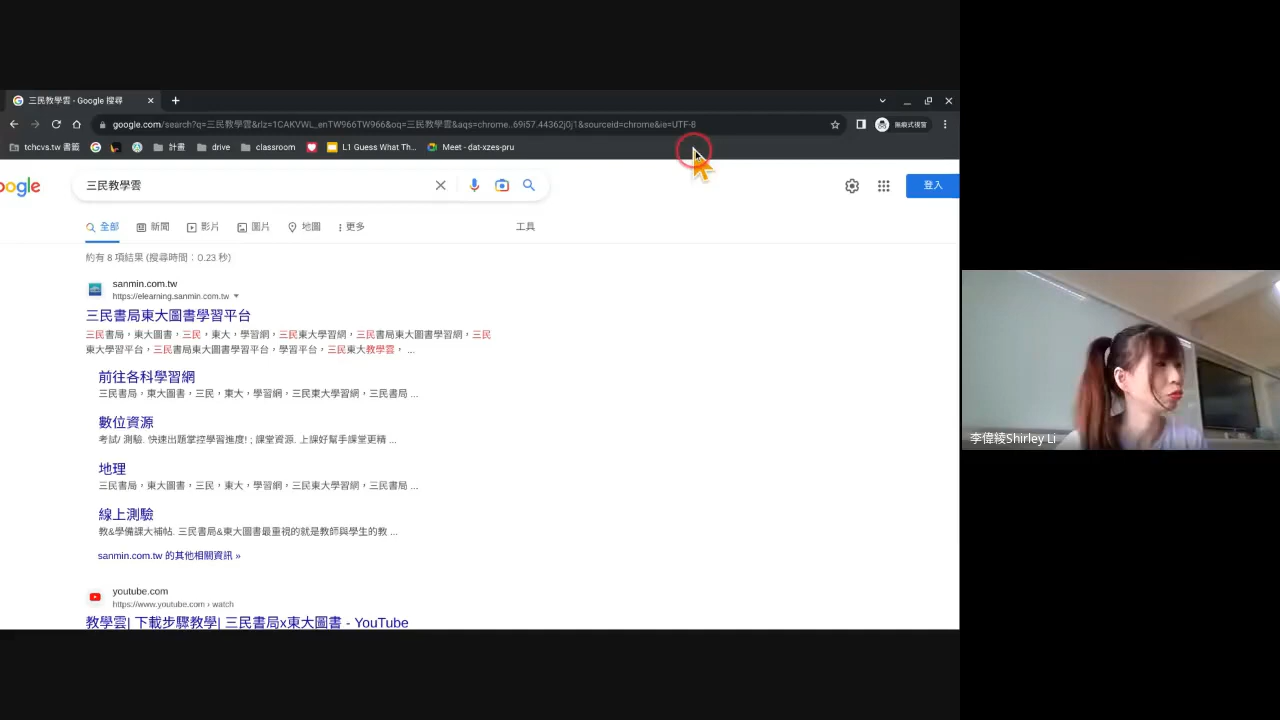 三民教學雲 - Google 搜尋
google.com/search?q=三民教學雲&rlz=1CAKVWL_enTW966TW966&oq=三民教學雲&aqs=chrome..69i57.44362j0j1&sourceid=chrome&ie=UTF-8
無痕式視窗
tchcvs.tw 書籤 計畫 drive classroom L1 Guess What Th... Meet - dat-xzes-pru
ogle
三民教學雲
登入
全部 新聞 影片 圖片 地圖 更多 工具
約有 8 項結果 (搜尋時間：0.23 秒)
sanmin.com.tw
https://elearning.sanmin.com.tw
三民書局東大圖書學習平台
三民書局，東大圖書，三民，東大，學習網，三民東大學習網，三民書局東大圖書學習網，三民
東大學習平台，三民書局東大圖書學習平台，學習平台，三民東大教學雲， ...
前往各科學習網
三民書局，東大圖書，三民，東大，學習網，三民東大學習網，三民書局 ...
數位資源
考試/ 測驗. 快速出題掌控學習進度! ; 課堂資源. 上課好幫手課堂更精 ...
地理
三民書局，東大圖書，三民，東大，學習網，三民東大學習網，三民書局 ...
線上測驗
教&學備課大補帖. 三民書局&東大圖書最重視的就是教師與學生的教 ...
sanmin.com.tw 的其他相關資訊 »
youtube.com
https://www.youtube.com › watch
教學雲| 下載步驟教學| 三民書局x東大圖書 - YouTube
李偉綾Shirley Li